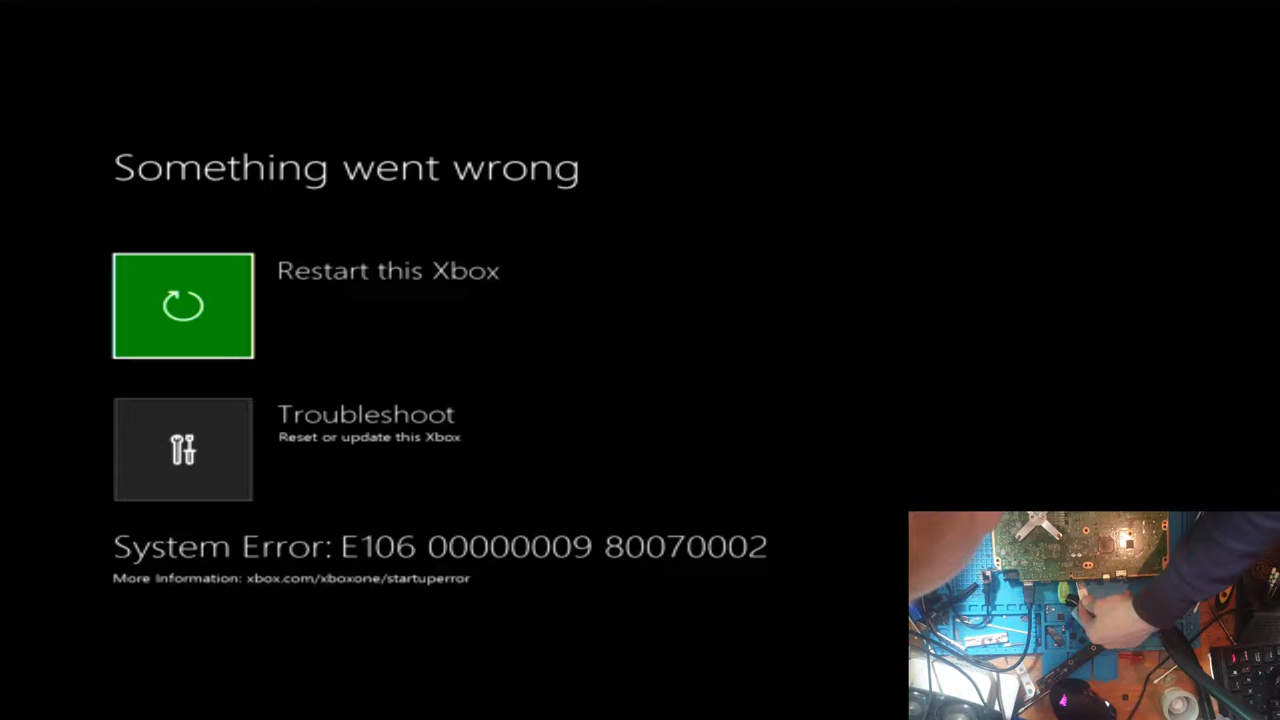 Something went wrong
Restart this Xbox
Troubleshoot
Reset or update this Xbox
System Error: E106 00000009 80070002
More Information: xbox.com/xboxone/startuperror